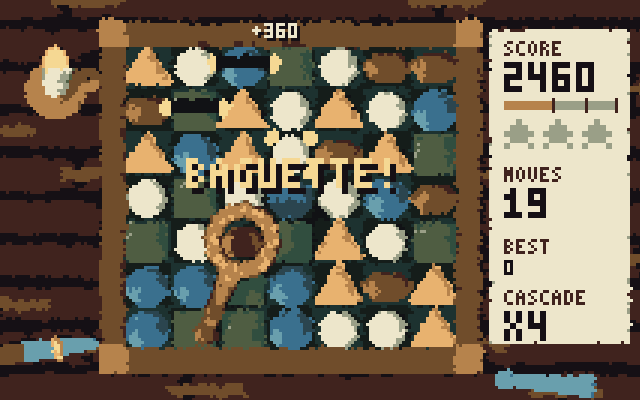 +360
BAGUETTE!
SCORE
2460
MOVES
19
BEST
0
CASCADE
X4